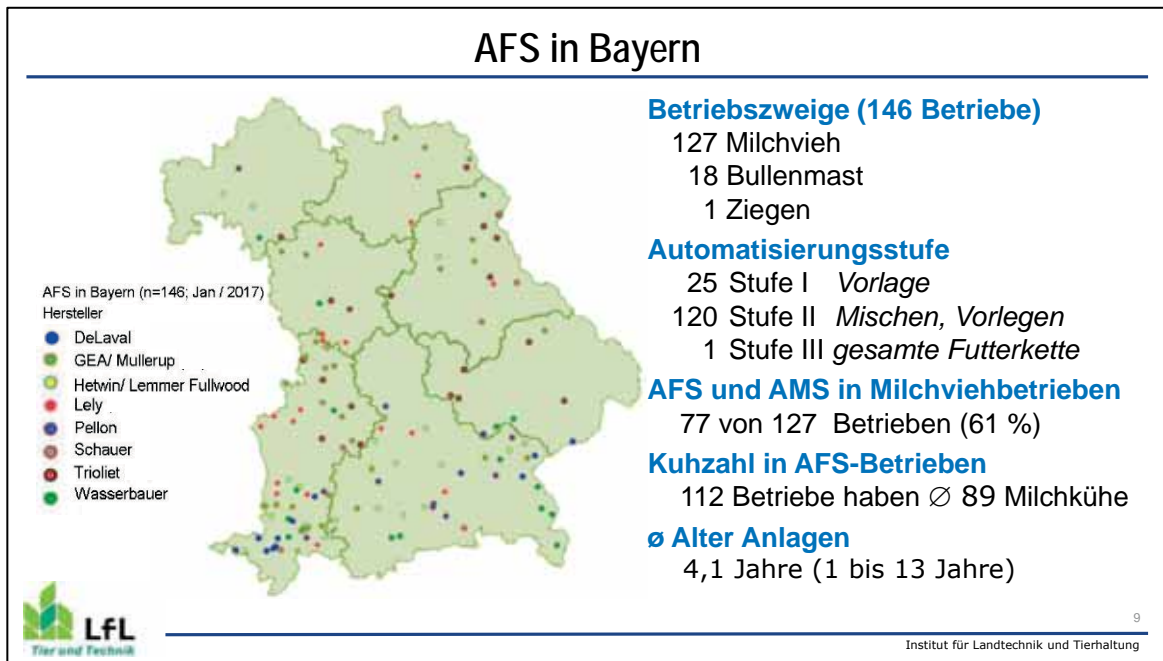 AFS in Bayern
AFS in Bayern (n=146; Jan / 2017)
Hersteller
DeLaval
GEA/ Mullerup
Hetwin/ Lemmer Fullwood
Lely
Pellon
Schauer
Trioliet
Wasserbauer
Betriebszweige (146 Betriebe)
127 Milchvieh
18 Bullenmast
1 Ziegen
Automatisierungsstufe
25 Stufe I Vorlage
120 Stufe II Mischen, Vorlegen
1 Stufe III gesamte Futterkette
AFS und AMS in Milchviehbetrieben
77 von 127 Betrieben (61 %)
Kuhzahl in AFS-Betrieben
112 Betriebe haben ∅ 89 Milchkühe
ø Alter Anlagen
4,1 Jahre (1 bis 13 Jahre)
LfL
Tier und Technik
9
Institut für Landtechnik und Tierhaltung